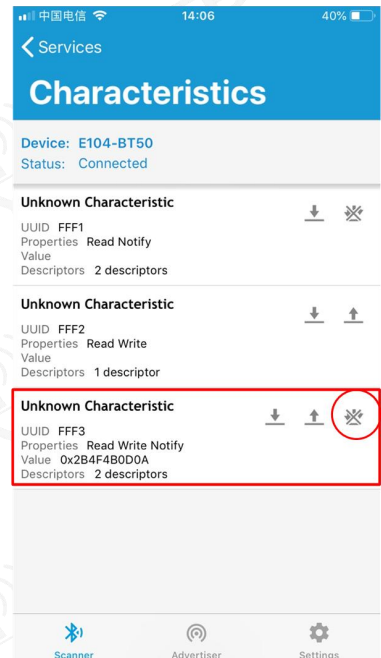 中国电信 14:06 40%
Services
Characteristics
Device: E104-BT50
Status: Connected
Unknown Characteristic
UUID FFF1
Properties Read Notify
Value
Descriptors 2 descriptors
Unknown Characteristic
UUID FFF2
Properties Read Write
Value
Descriptors 1 descriptor
Unknown Characteristic
UUID FFF3
Properties Read Write Notify
Value 0x2B4F4B0D0A
Descriptors 2 descriptors
Scanner Advertiser Settings